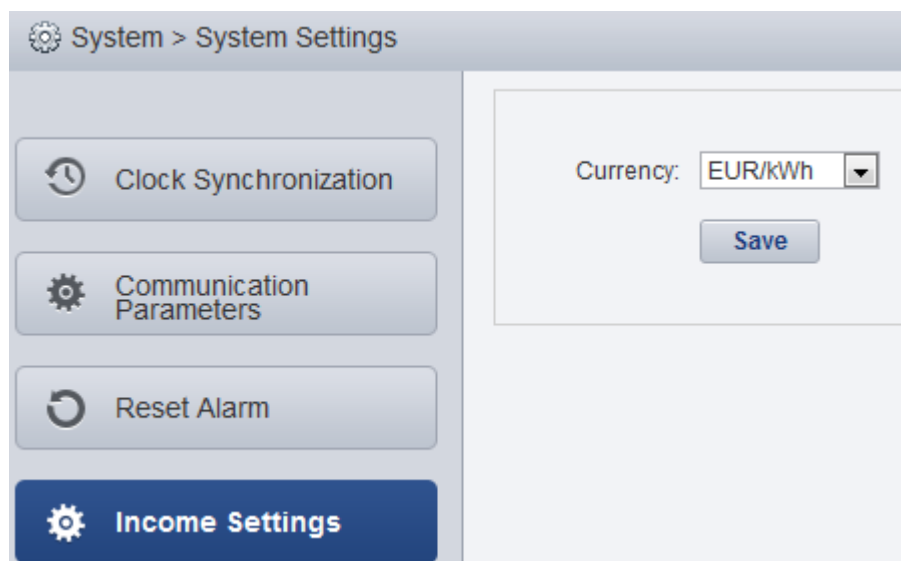 System > System Settings
Clock Synchronization
Communication
Parameters
Reset Alarm
Income Settings
Currency: EUR/kWh
Save